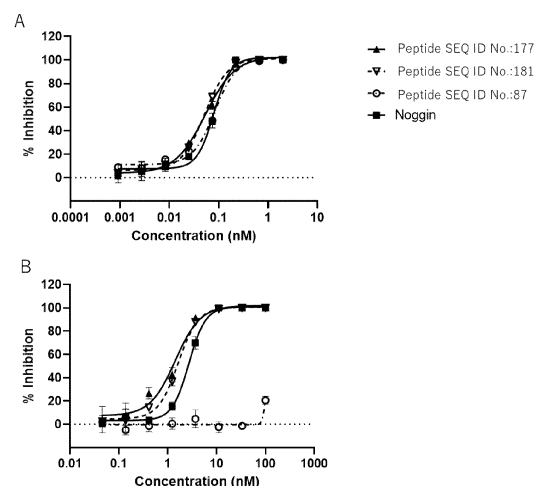 A
120
100
80
60
40
20
0
% Inhibition
0.0001 0.001 0.01 0.1 1 10
Concentration (nM)
Peptide SEQ ID No.:177
Peptide SEQ ID No.:181
Peptide SEQ ID No.:87
Noggin
B
120
100
80
60
40
20
0
% Inhibition
0.01 0.1 1 10 100 1000
Concentration (nM)